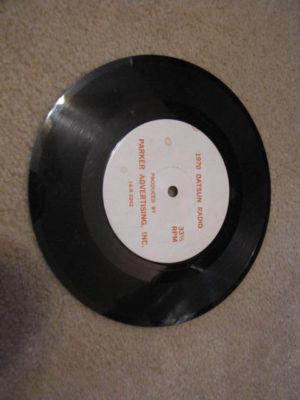 1970 DATSUN RADIO
33⅓
RPM
PRODUCED BY
PARKER ADVERTISING, INC.